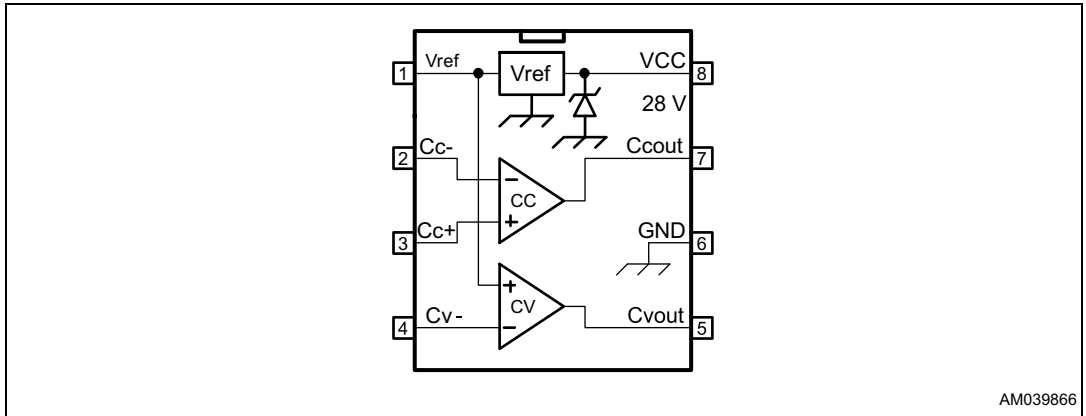 Vref
Vref
VCC
1
8
28 V
Cc-
Ccout
2
7
-
CC
+
Cc+
GND
3
6
+
CV
-
Cv-
Cvout
4
5
AM039866